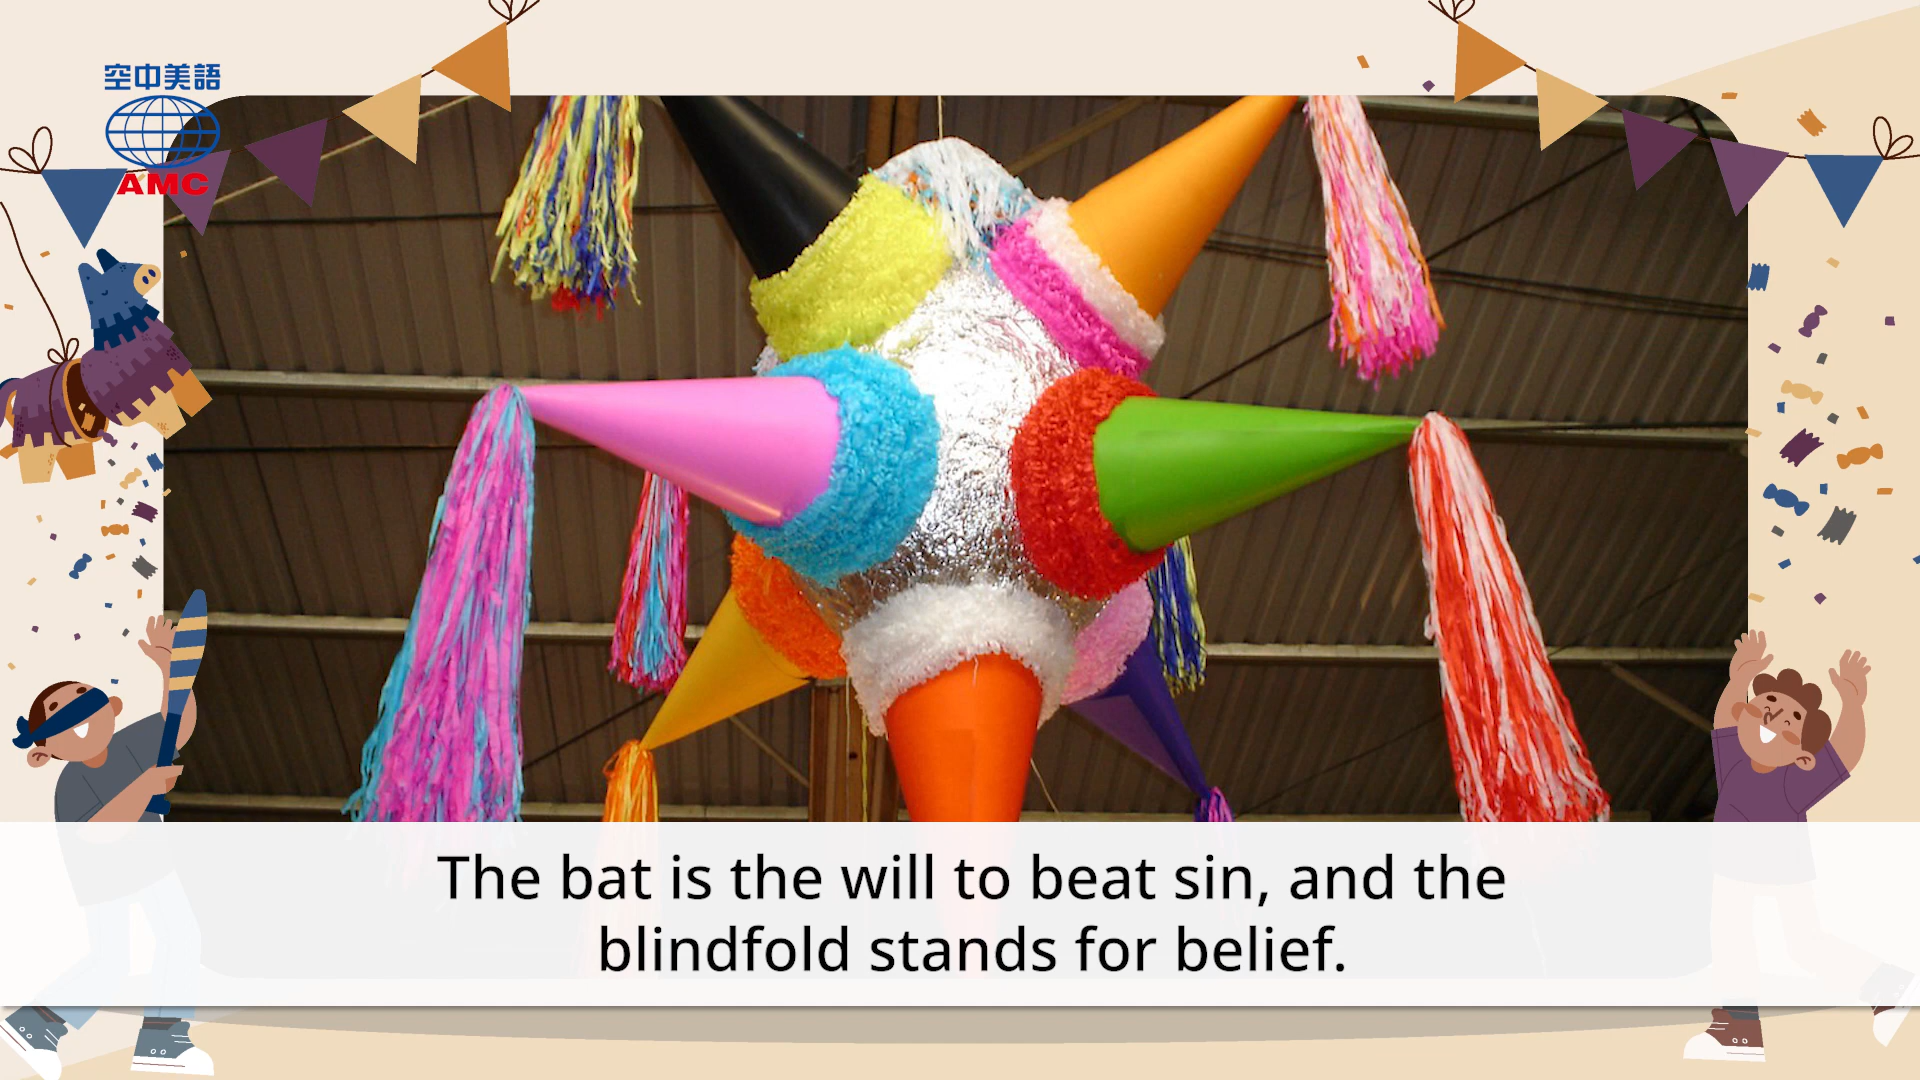 空中美語
AMC
The bat is the will to beat sin, and the
blindfold stands for belief.